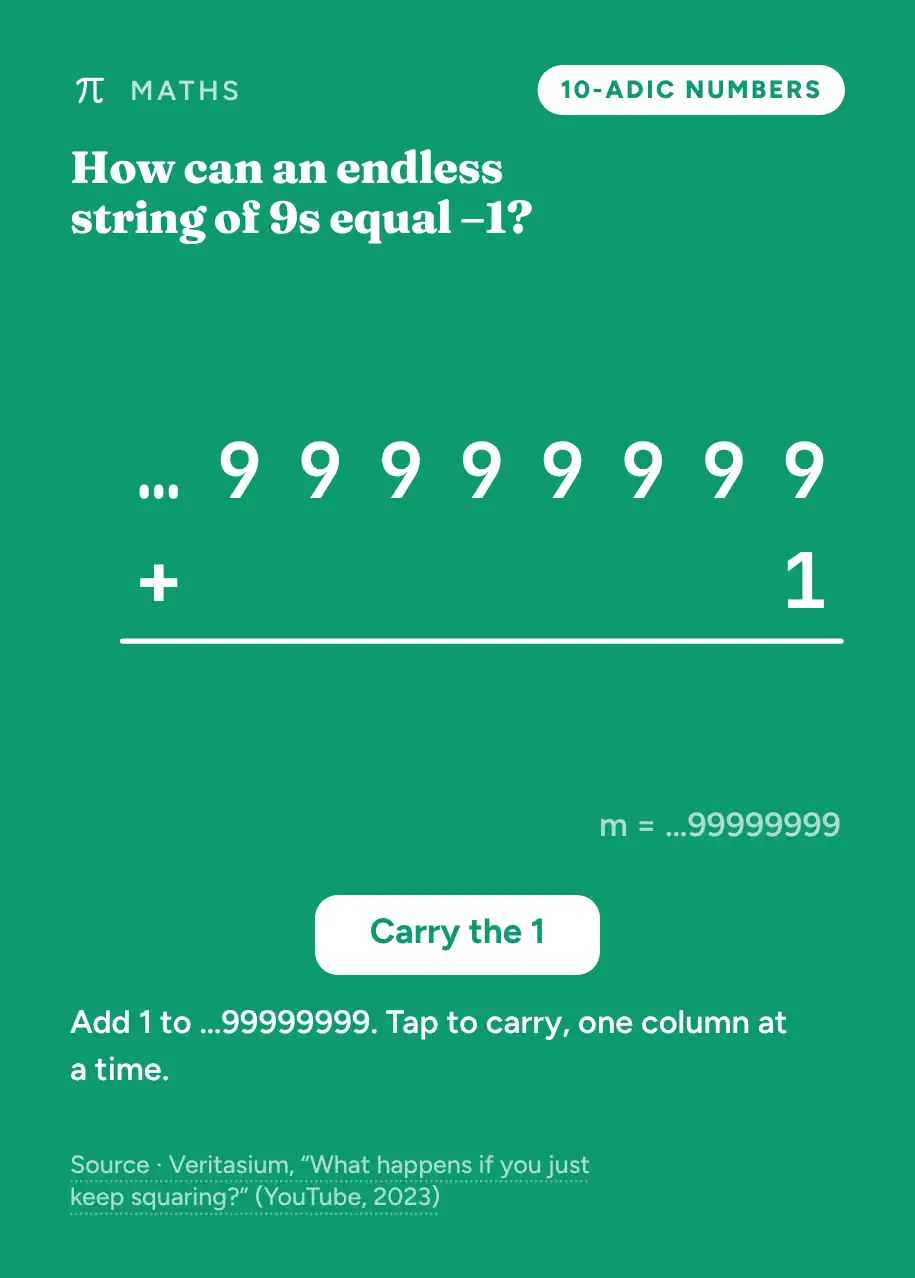 π MATHS
10-ADIC NUMBERS
How can an endless
string of 9s equal –1?
... 9 9 9 9 9 9 9 9
+ 1
m = ...99999999
Carry the 1
Add 1 to ...99999999. Tap to carry, one column at
a time.
Source · Veritasium, “What happens if you just
keep squaring?” (YouTube, 2023)